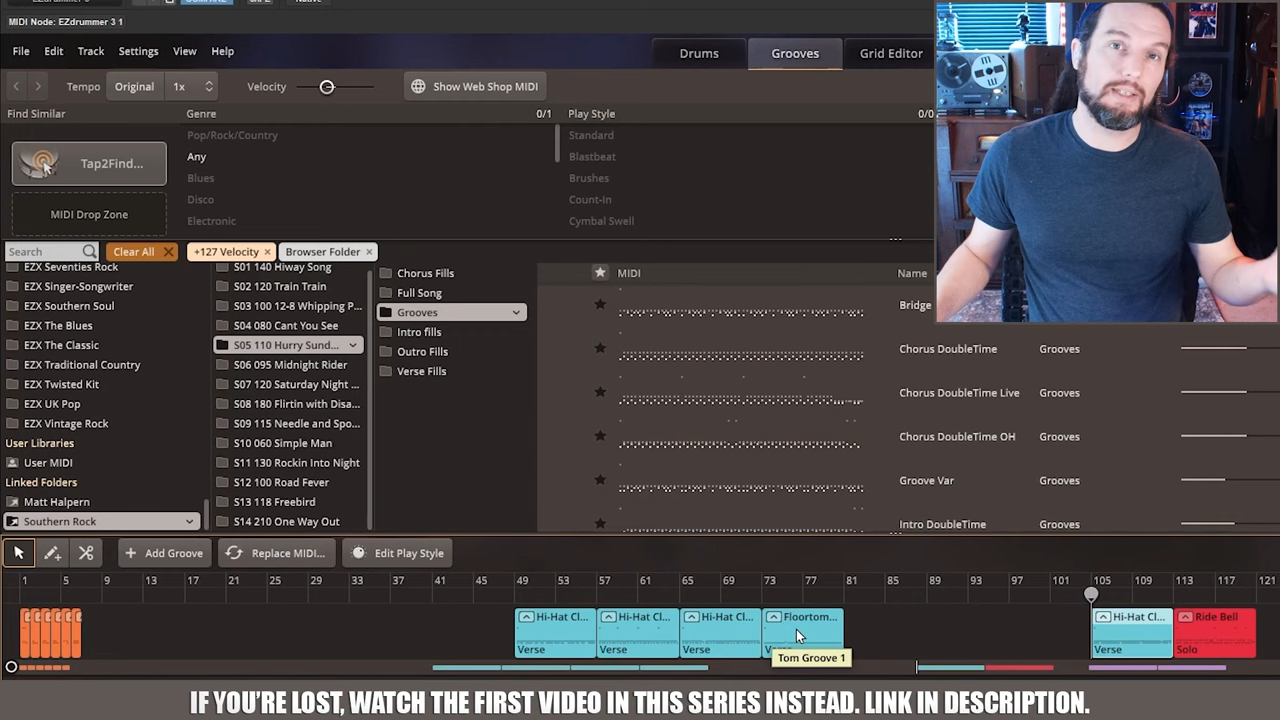 MIDI Node: EZdrummer 3 1
File Edit Track Settings View Help
Drums Grooves Grid Editor
Tempo Original 1x Velocity Show Web Shop MIDI
Find Similar Genre 0/1 Play Style 0/0
Tap2Find...
MIDI Drop Zone
Pop/Rock/Country
Any
Blues
Disco
Electronic
Standard
Blastbeat
Brushes
Count-In
Cymbal Swell
Search Clear All +127 Velocity Browser Folder
EZX Seventies Rock
EZX Singer-Songwriter
EZX Southern Soul
EZX The Blues
EZX The Classic
EZX Traditional Country
EZX Twisted Kit
EZX UK Pop
EZX Vintage Rock
User Libraries
User MIDI
Linked Folders
Matt Halpern
Southern Rock
S01 140 Hiway Song
S02 120 Train Train
S03 100 123 Whipping P...
S04 080 Cant You See
S05 110 Hurry Sund...
S06 095 Midnight Rider
S07 120 Saturday Night ...
S08 180 Flirtin with Disa...
S09 115 Needle and Spo...
S10 060 Simple Man
S11 130 Rockin Into Night
S12 100 Road Fever
S13 118 Freebird
S14 210 One Way Out
Chorus Fills
Full Song
Grooves
Intro fills
Outro Fills
Verse Fills
MIDI Name
Bridge
Chorus DoubleTime Grooves
Chorus DoubleTime Live Grooves
Chorus DoubleTime OH Grooves
Groove Var Grooves
Intro DoubleTime Grooves
Add Groove Replace MIDI... Edit Play Style
1 5 9 13 17 21 25 29 33 37 41 45 49 53 57 61 65 69 73 77 81 85 89 93 97 101 105 109 113 117 121
Hi-Hat Cl... Hi-Hat Cl... Hi-Hat Cl... Floortom... Hi-Hat Cl... Ride Bell
Verse Verse Verse Verse Verse Solo
Tom Groove 1
IF YOU'RE LOST, WATCH THE FIRST VIDEO IN THIS SERIES INSTEAD. LINK IN DESCRIPTION.